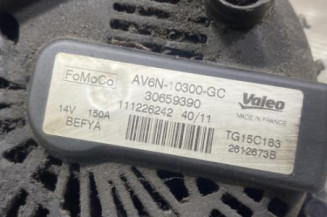 FoMoCo
AV6N-10300-GC
30659390
Valeo
MADE IN FRANCE
14V 150A
111226242 40/11
BEFYA
TG15C183
2612673B